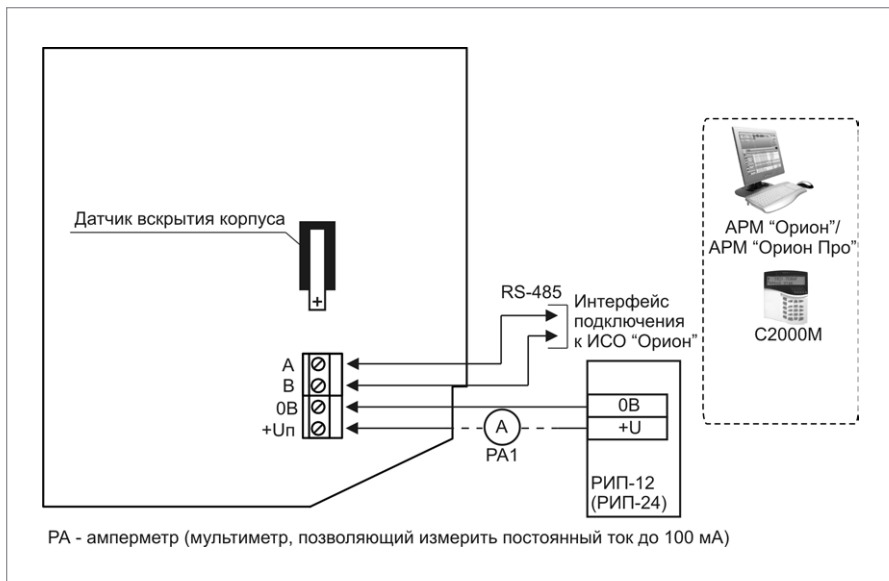 Датчик вскрытия корпуса
+
A
B
0В
+Uп
RS-485
Интерфейс
подключения
к ИСО “Орион”
A
PA1
0В
+U
РИП-12
(РИП-24)
АРМ “Орион”/
АРМ “Орион Про”
С2000М
РА - амперметр (мультиметр, позволяющий измерить постоянный ток до 100 мА)